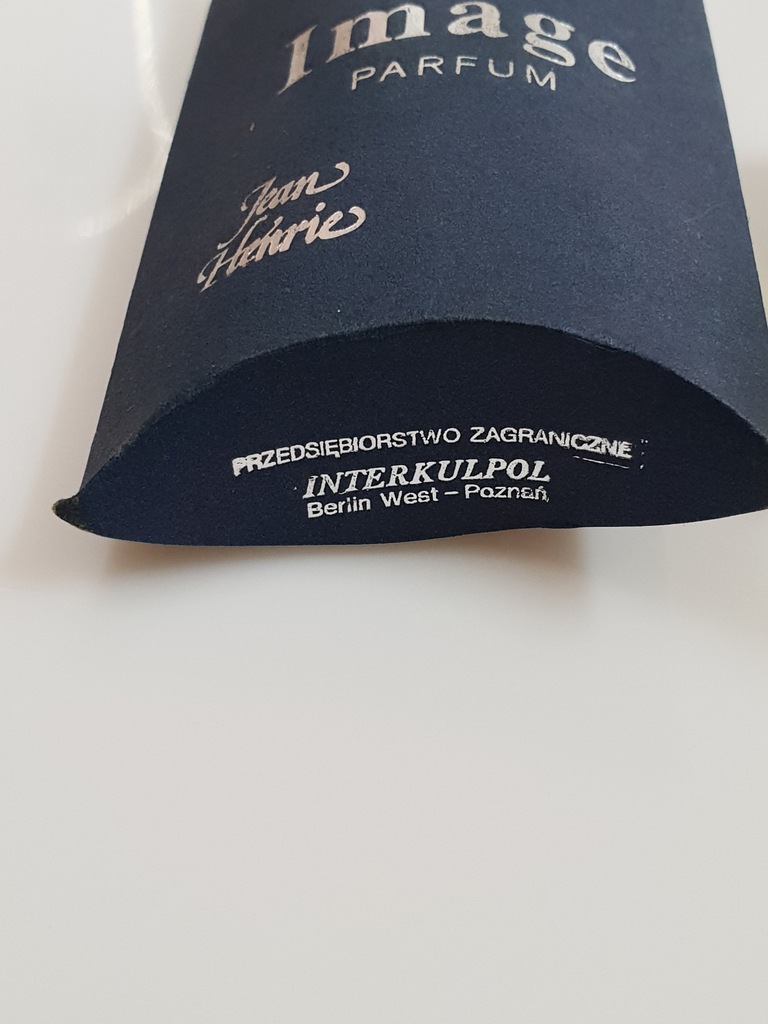 Image
PARFUM
Jean
Henrie
PRZEDSIĘBIORSTWO ZAGRANICZNE
INTERKULPOL
Berlin West – Poznań